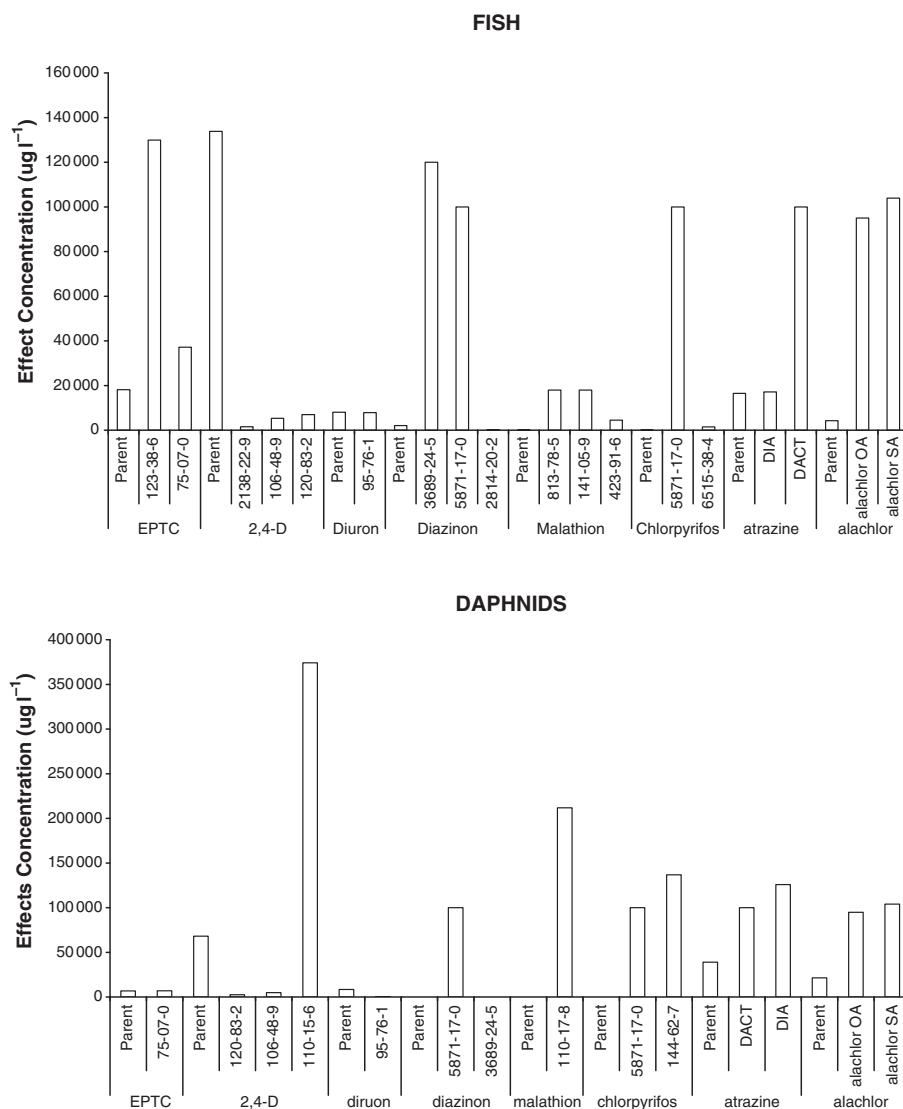 FISH
Effect Concentration (ug l⁻¹)
160 000
140 000
120 000
100 000
80 000
60 000
40 000
20 000
0
Parent
123-38-6
75-07-0
Parent
2138-22-9
106-48-9
120-83-2
Parent
95-76-1
Parent
3689-24-5
5871-17-0
2814-20-2
Parent
813-78-5
141-05-9
423-91-6
Parent
5871-17-0
6515-38-4
Parent
DIA
DACT
Parent
alachlor OA
alachlor SA
EPTC
2,4-D
Diuron
Diazinon
Malathion
Chlorpyrifos
atrazine
alachlor
DAPHNIDS
Effects Concentration (ug l⁻¹)
400 000
350 000
300 000
250 000
200 000
150 000
100 000
50 000
0
Parent
75-07-0
Parent
120-83-2
106-48-9
110-15-6
Parent
95-76-1
Parent
5871-17-0
3689-24-5
Parent
110-17-8
Parent
5871-17-0
144-62-7
Parent
DACT
DIA
Parent
alachlor OA
alachlor SA
EPTC
2,4-D
diruon
diazinon
malathion
chlorpyrifos
atrazine
alachlor